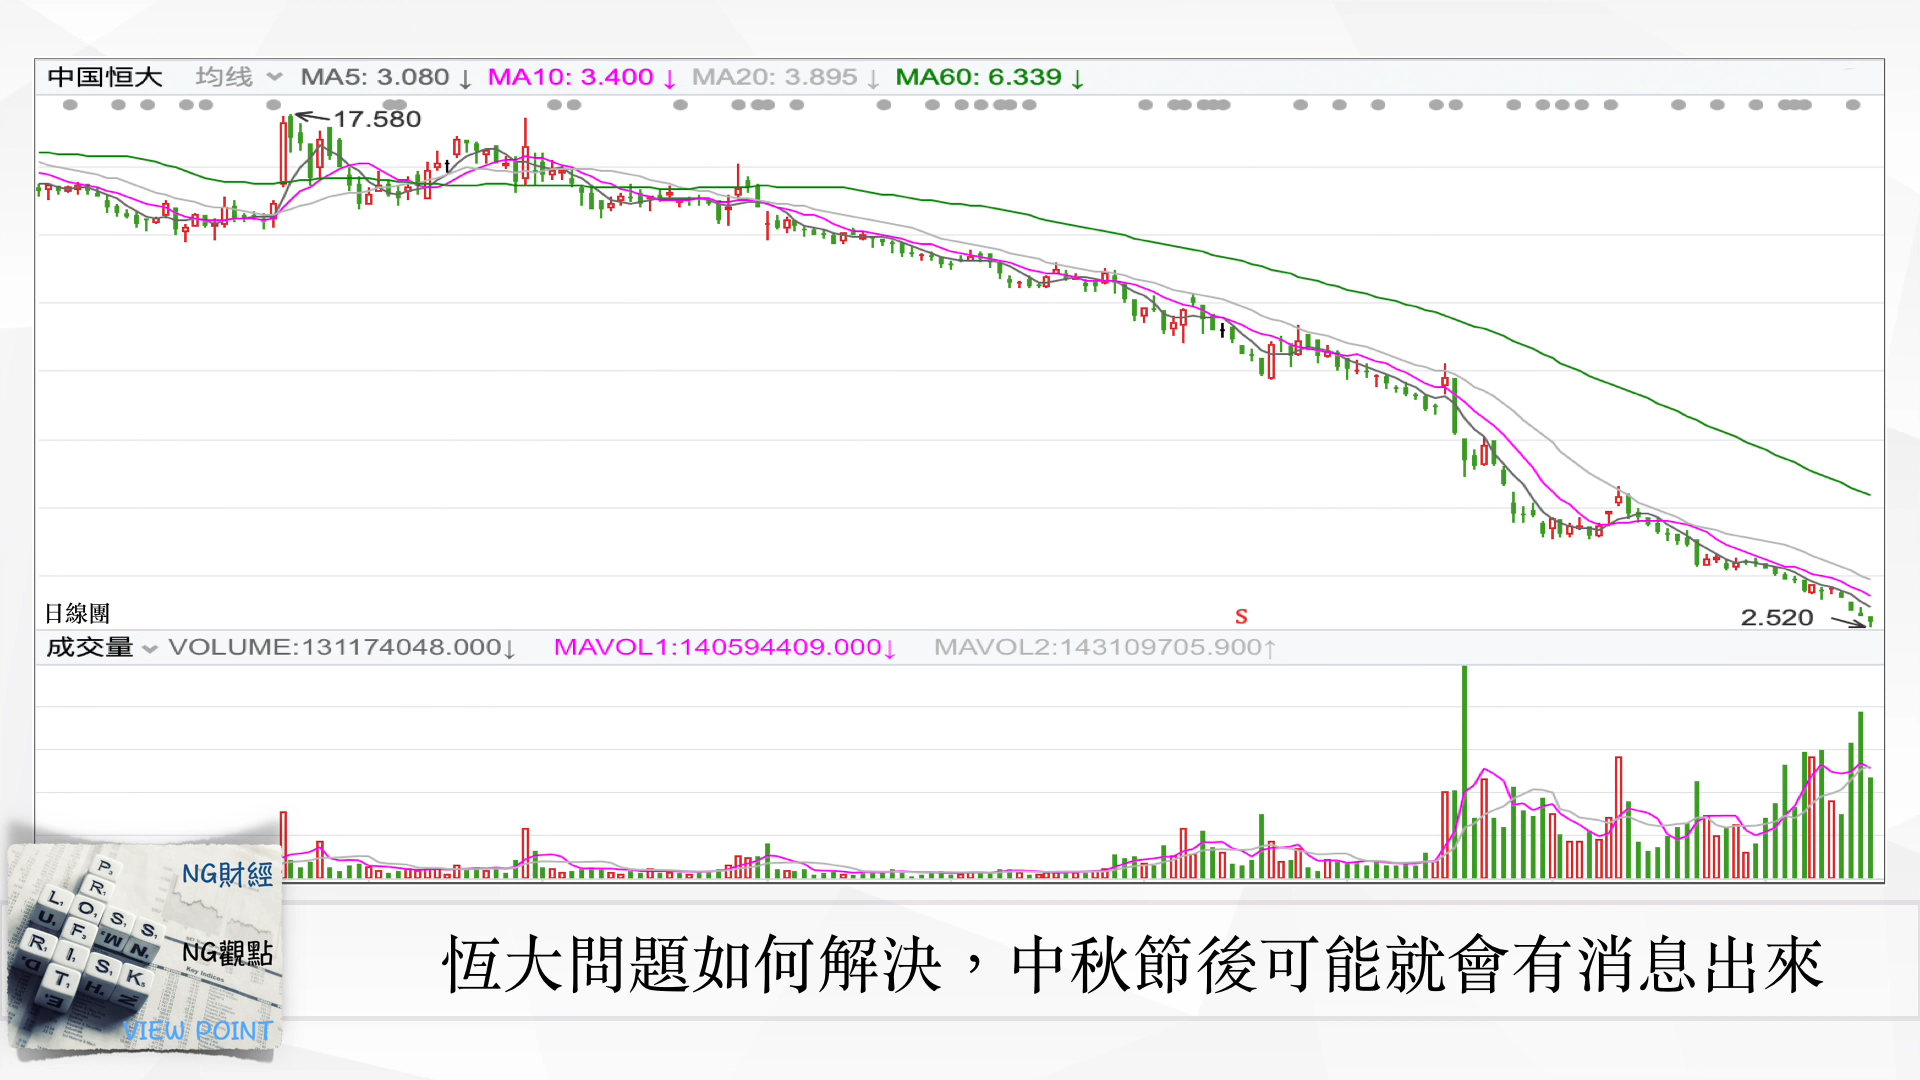 中国恒大 均线 MA5: 3.080↓ MA10: 3.400↓ MA20: 3.895↓ MA60: 6.339↓
17.580
日線團
S
2.520
成交量 VOLUME:131174048.000↓ MAVOL1:140594409.000↓ MAVOL2:143109705.900↑
NG財經
NG觀點
VIEW POINT
Key Indices
恆大問題如何解決，中秋節後可能就會有消息出來